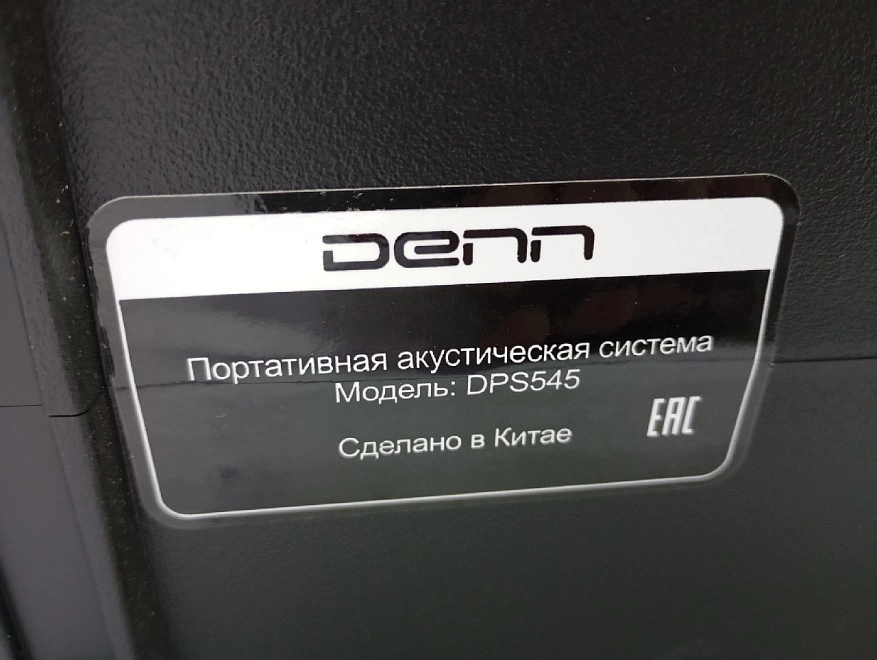 Denn
Портативная акустическая система
Модель: DPS545
Сделано в Китае
EAC